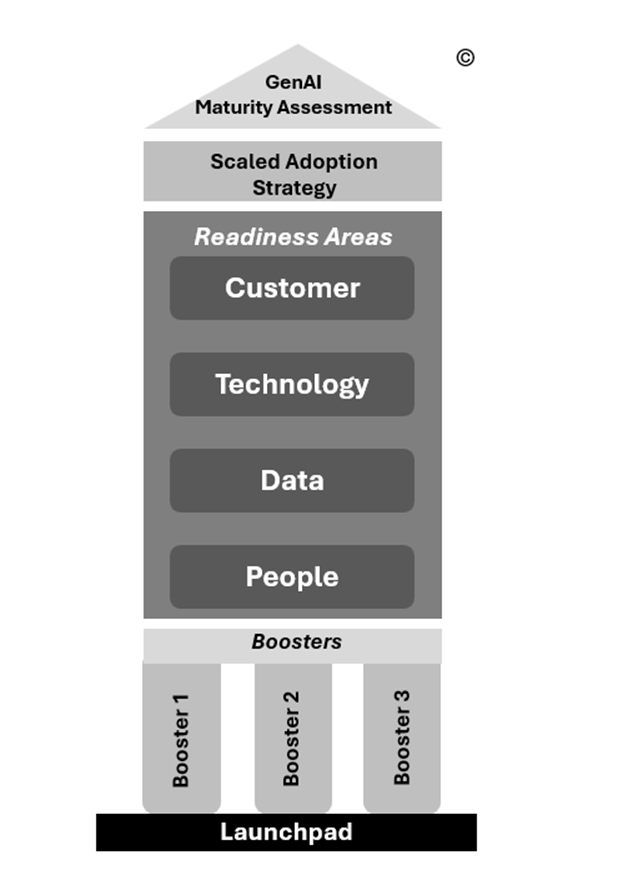 ©
GenAI
Maturity Assessment
Scaled Adoption
Strategy
Readiness Areas
Customer
Technology
Data
People
Boosters
Booster 1
Booster 2
Booster 3
Launchpad